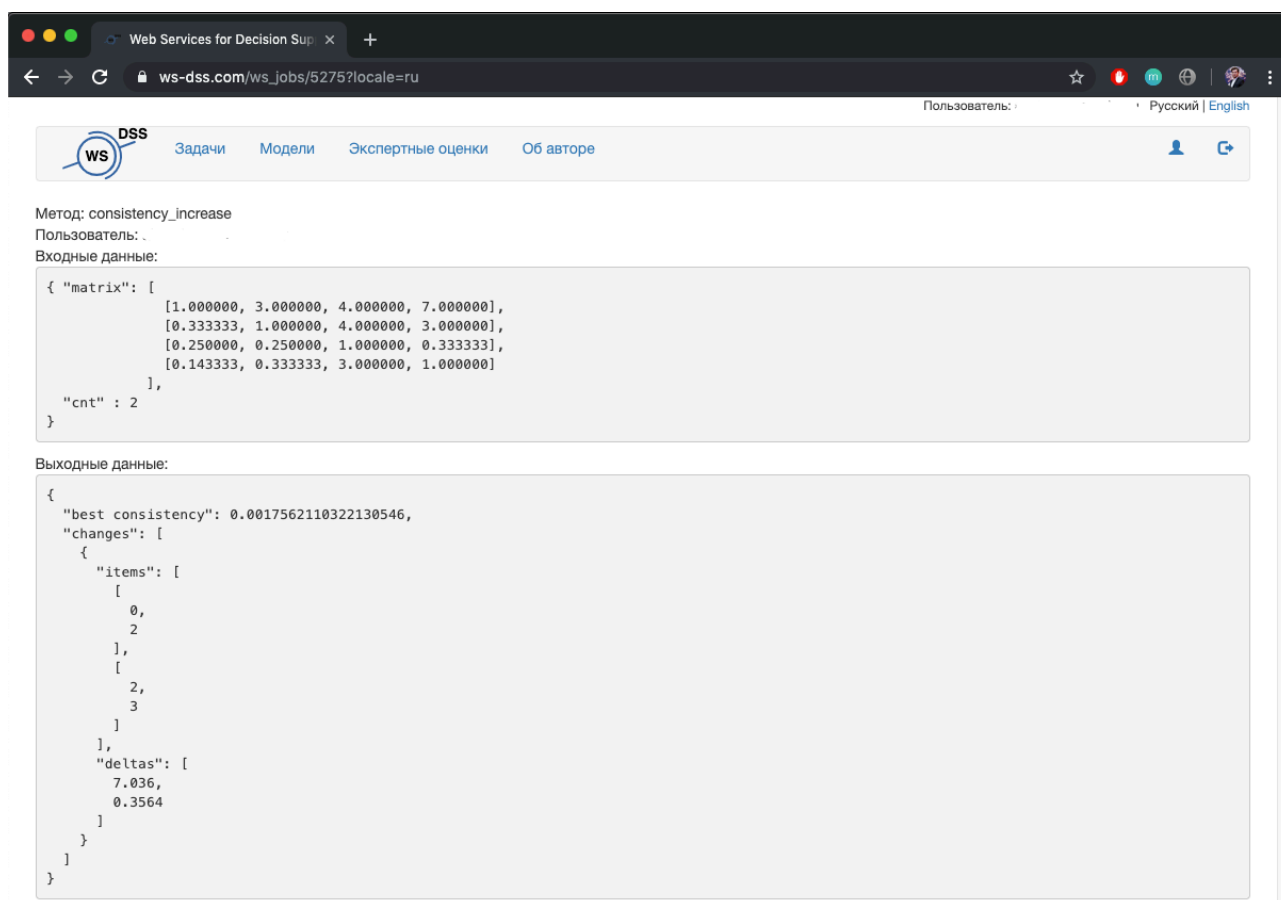 Web Services for Decision Sup
ws-dss.com/ws_jobs/5275?locale=ru
Пользователь: Русский | English
WS DSS Задачи Модели Экспертные оценки Об авторе
Метод: consistency_increase
Пользователь:
Входные данные:
{ "matrix": [
[1.000000, 3.000000, 4.000000, 7.000000],
[0.333333, 1.000000, 4.000000, 3.000000],
[0.250000, 0.250000, 1.000000, 0.333333],
[0.143333, 0.333333, 3.000000, 1.000000]
],
"cnt" : 2
}
Выходные данные:
{
"best consistency": 0.0017562110322130546,
"changes": [
{
"items": [
[
0,
2
],
[
2,
3
]
],
"deltas": [
7.036,
0.3564
]
}
]
}